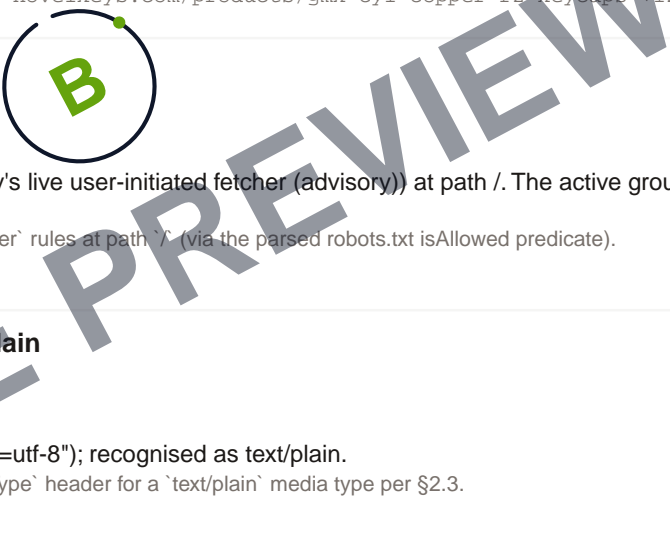 B
y's live user-initiated fetcher (advisory)) at path /. The active grou
er` rules at path `/` (via the parsed robots.txt isAllowed predicate).
E PREVIEW
ain
=utf-8"); recognised as text/plain.
ype` header for a `text/plain` media type per §2.3.